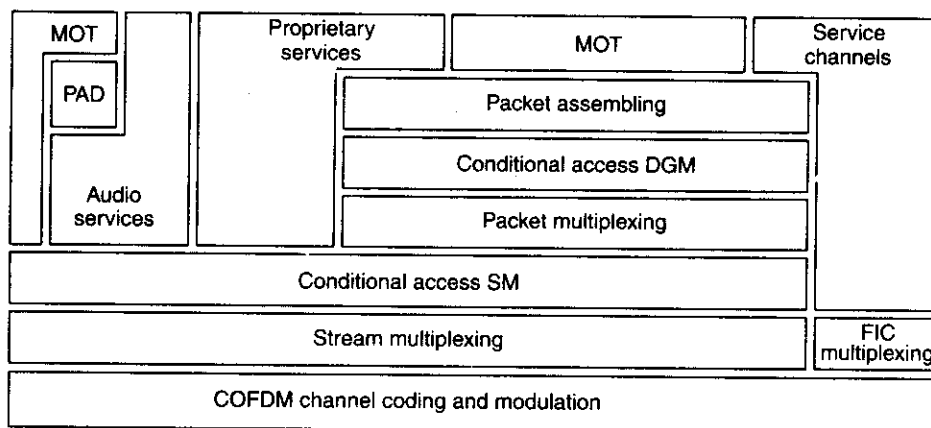 MOT
Proprietary
services
MOT
Service
channels
PAD
Packet assembling
Conditional access DGM
Audio
services
Packet multiplexing
Conditional access SM
Stream multiplexing
FIC
multiplexing
COFDM channel coding and modulation